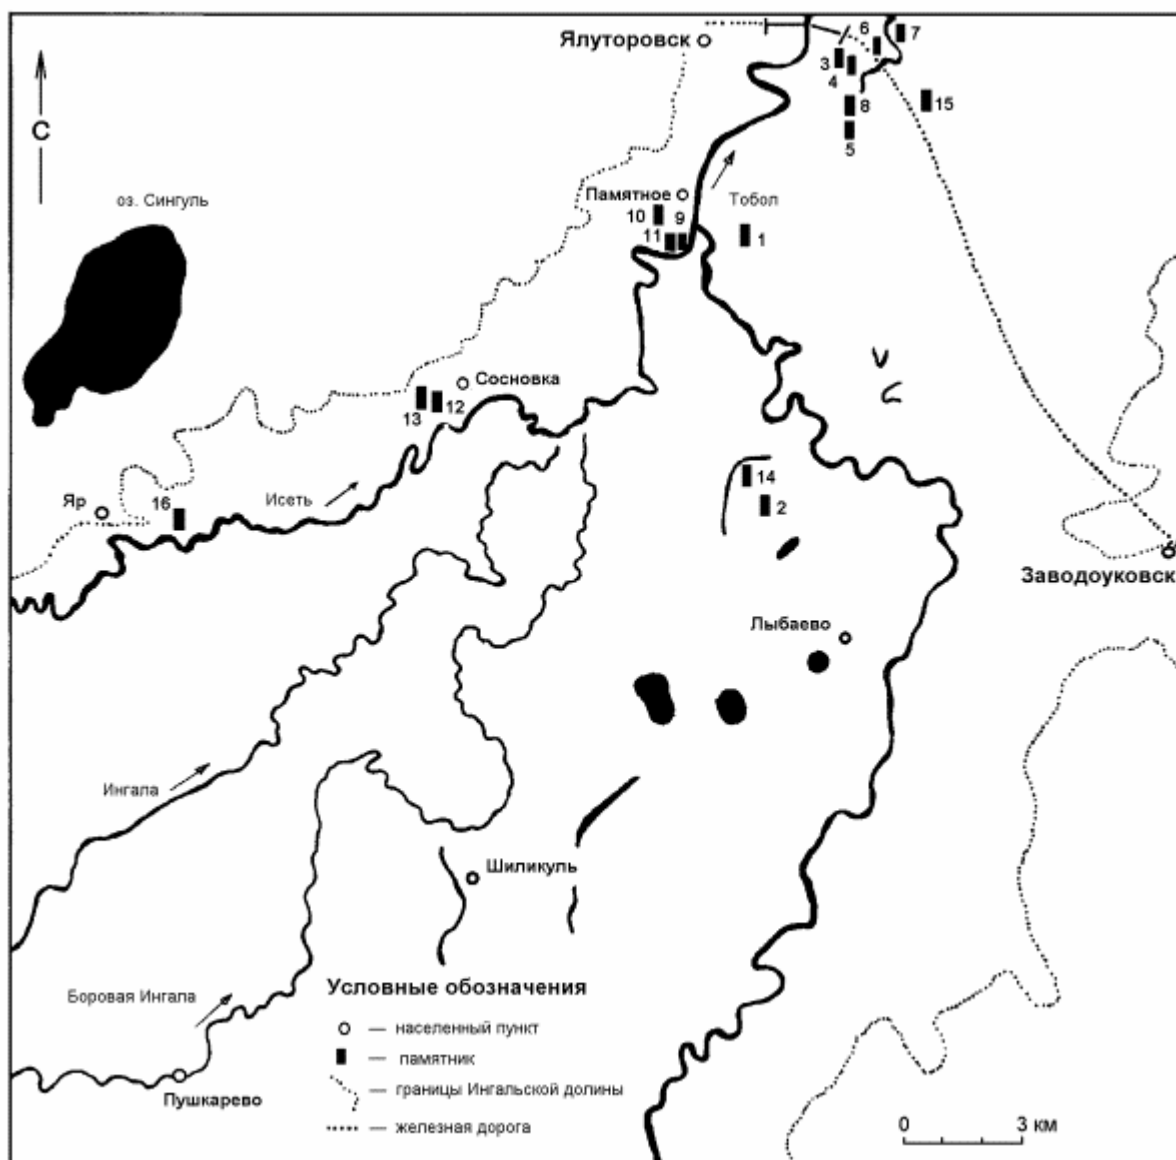 Ялуторовск
6
7
3
4
8
15
5
С
оз. Сингуль
Памятное
Тобол
10
9
11
1
Сосновка
13
12
14
2
Яр
16
Исеть
Заводоуковск
Лыбаево
Ингала
Шиликуль
Боровая Ингала
Пушкарево
Условные обозначения
— населенный пункт
— памятник
— границы Ингальской долины
— железная дорога
0 3 км